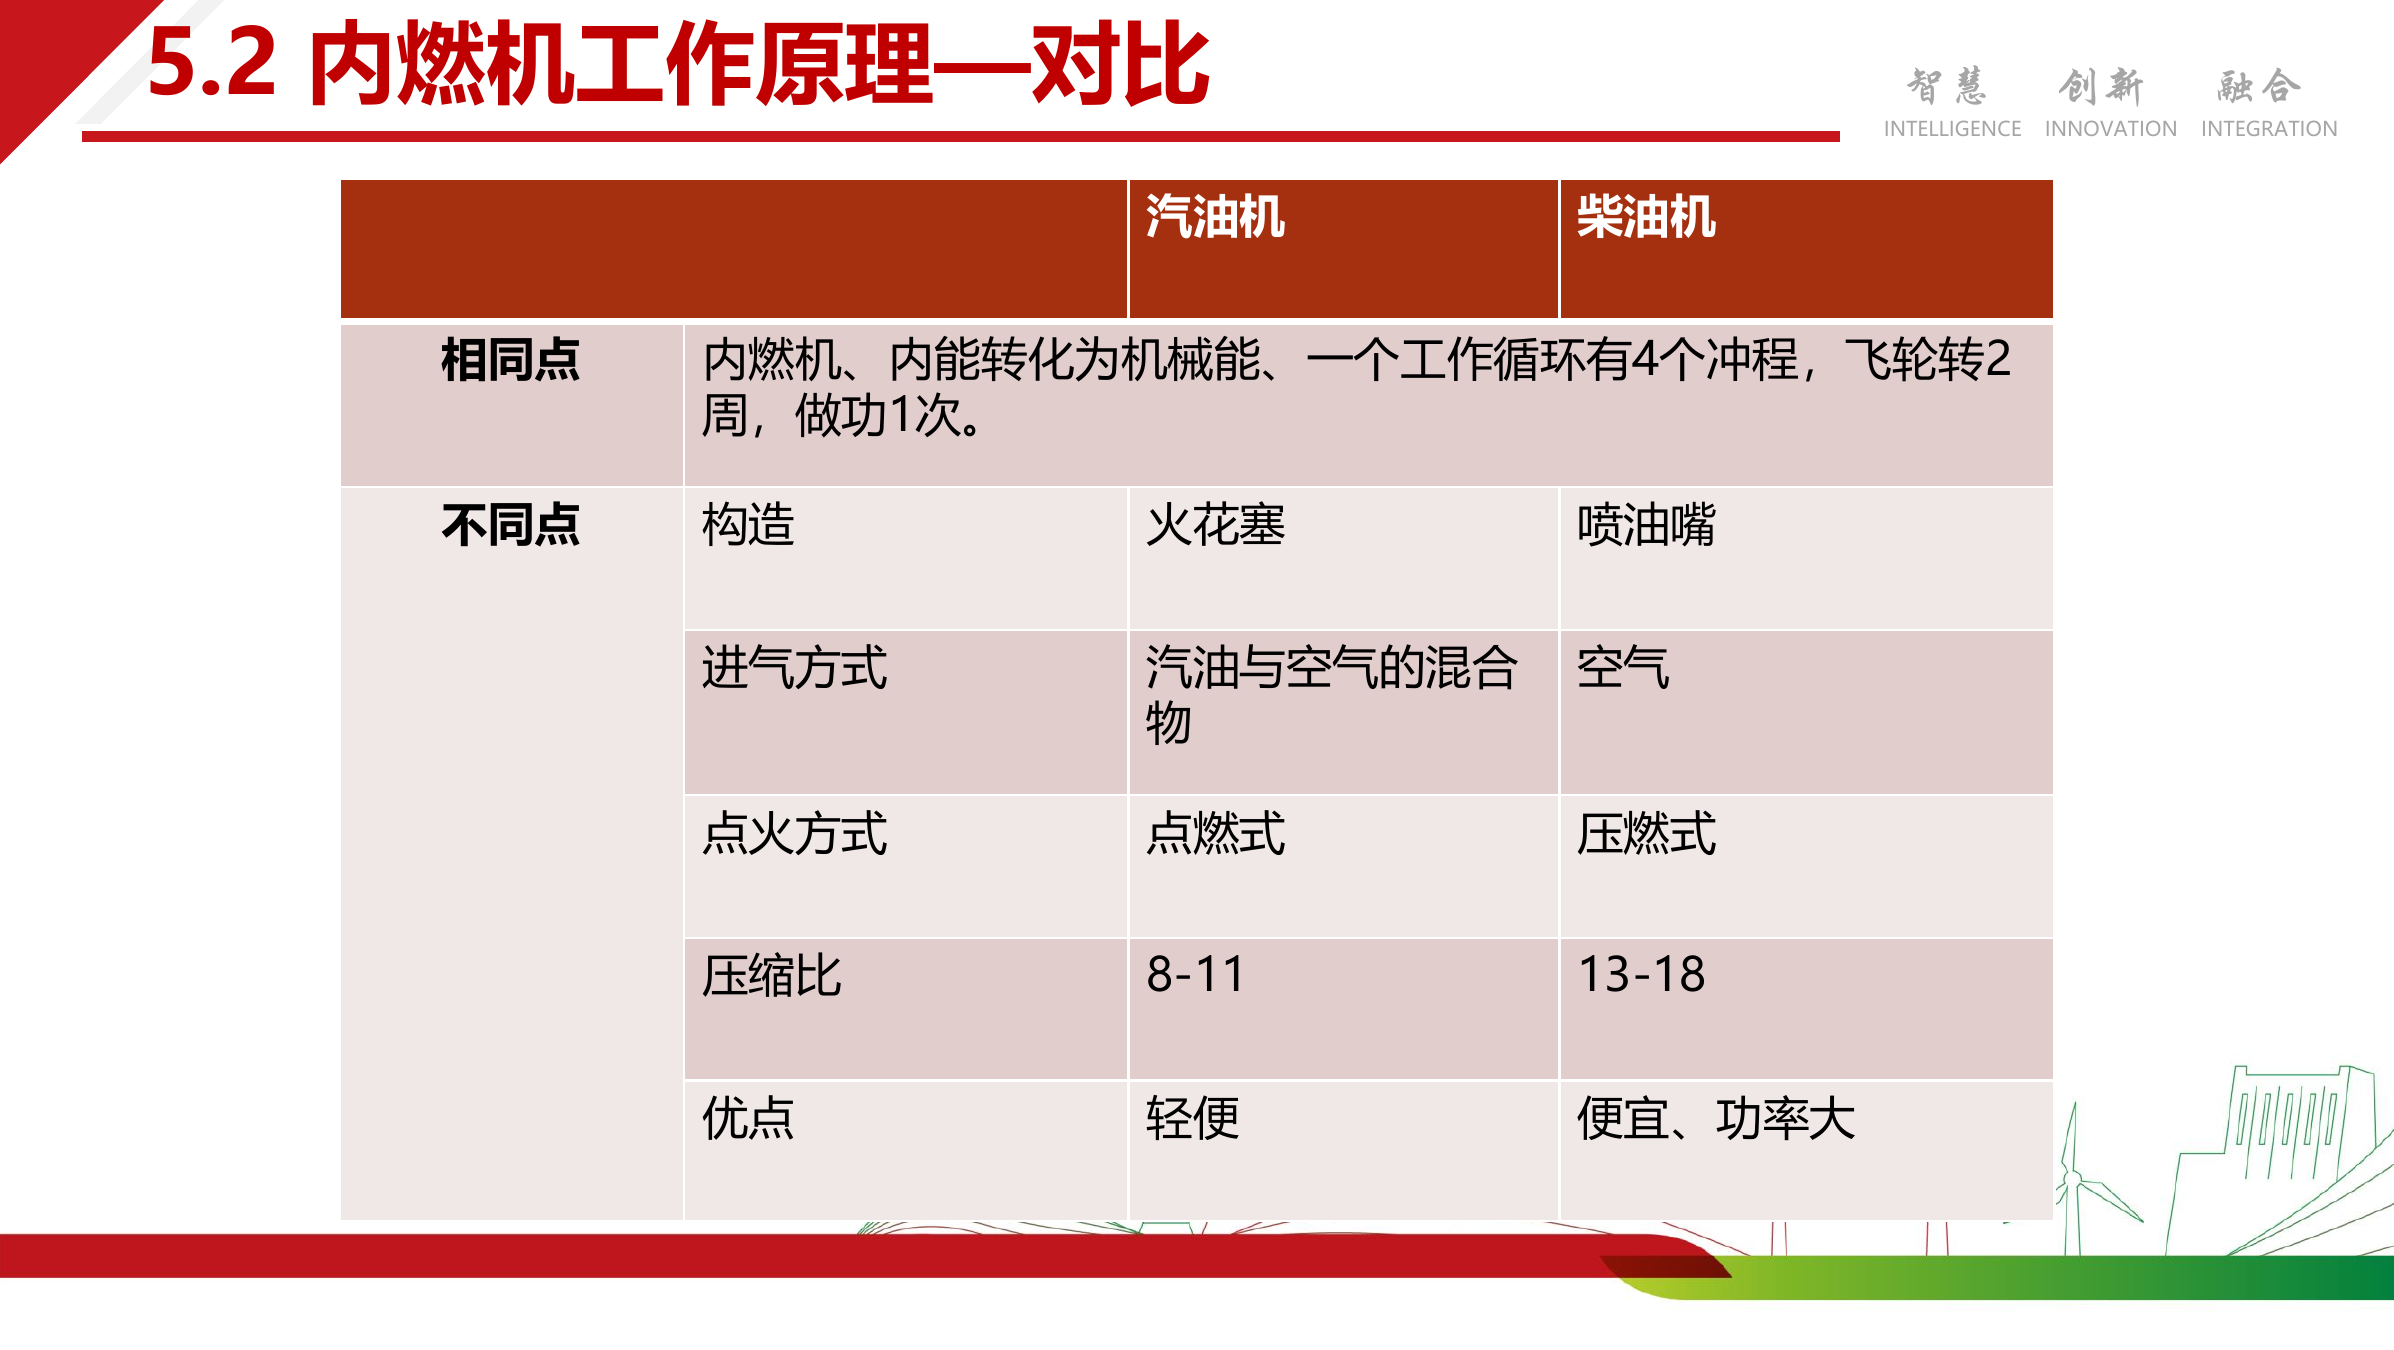 5.2 内燃机工作原理—对比
智慧 创新 融合
INTELLIGENCE INNOVATION INTEGRATION
汽油机 柴油机
相同点 内燃机、内能转化为机械能、一个工作循环有4个冲程，飞轮转2
周，做功1次。
不同点 构造 火花塞 喷油嘴
进气方式 汽油与空气的混合 空气
物
点火方式 点燃式 压燃式
压缩比 8-11 13-18
优点 轻便 便宜、功率大